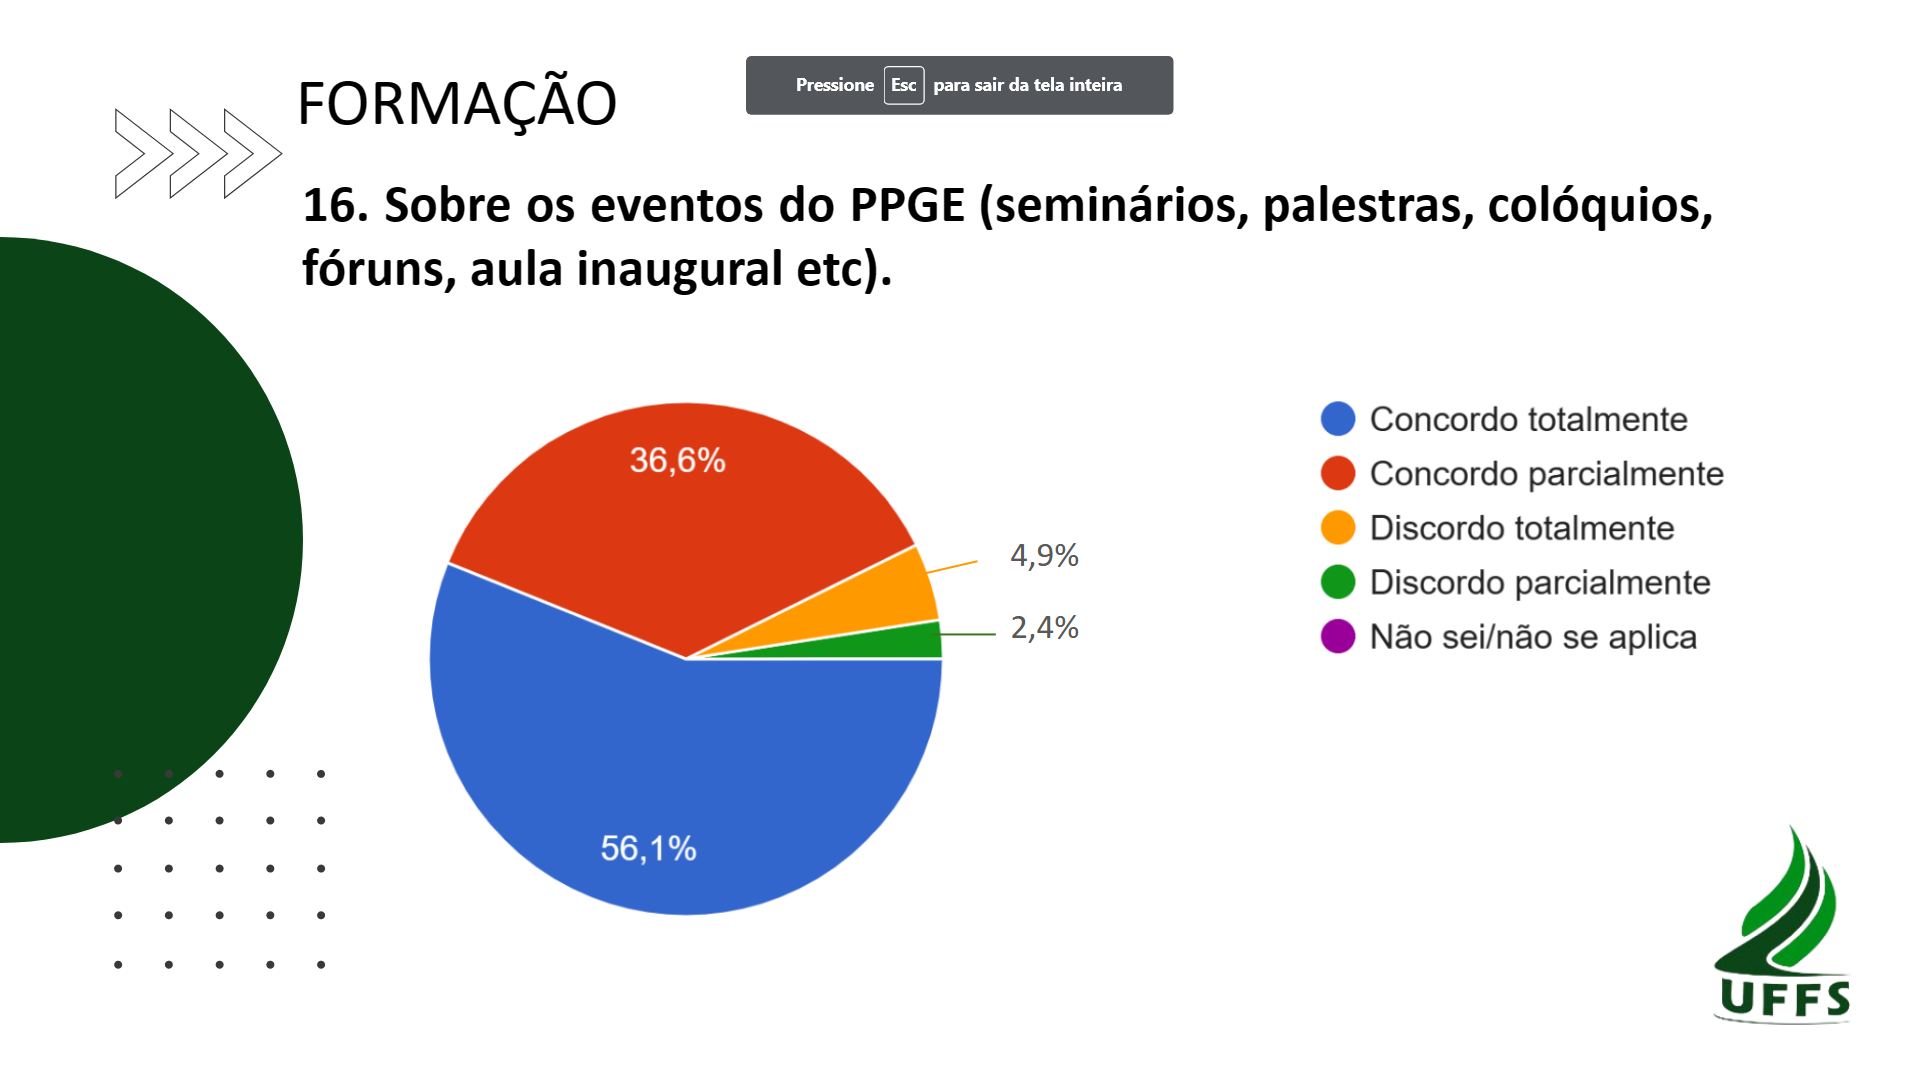 FORMAÇÃO
Pressione Esc para sair da tela inteira
16. Sobre os eventos do PPGE (seminários, palestras, colóquios,
fóruns, aula inaugural etc).
36,6%
4,9%
2,4%
56,1%
Concordo totalmente
Concordo parcialmente
Discordo totalmente
Discordo parcialmente
Não sei/não se aplica
UFFS